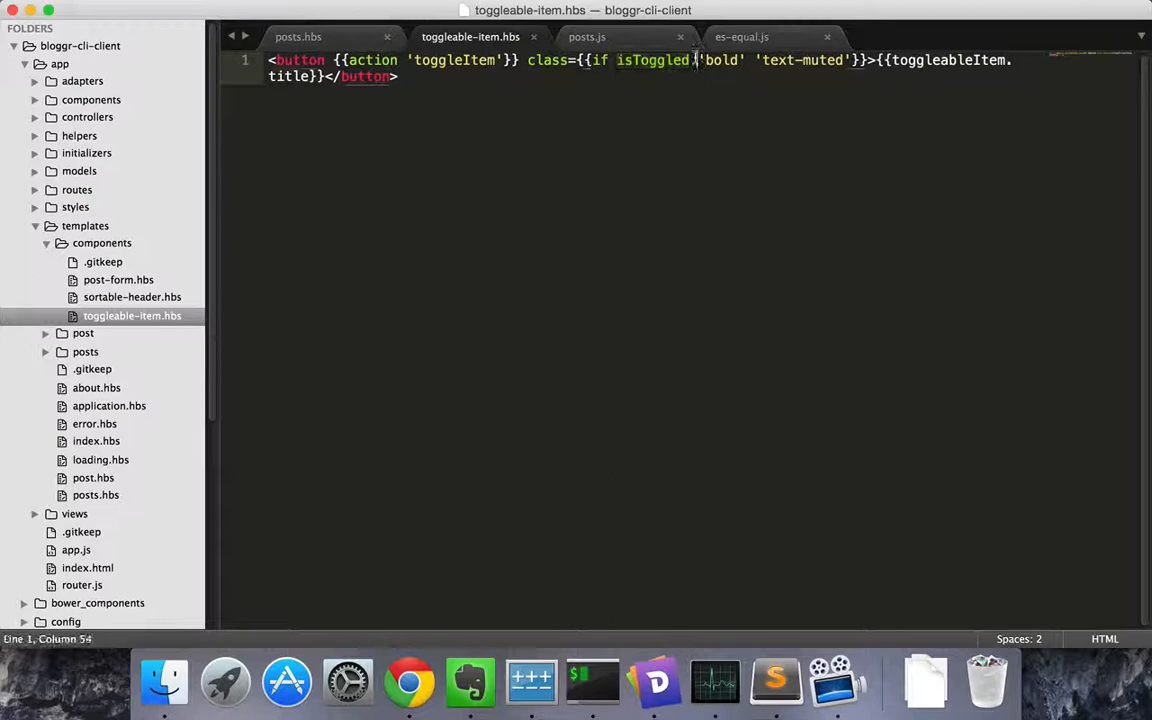 toggleable-item.hbs — bloggr-cli-client
FOLDERS
bloggr-cli-client
app
adapters
components
controllers
helpers
initializers
models
routes
styles
templates
components
.gitkeep
post-form.hbs
sortable-header.hbs
toggleable-item.hbs
post
posts
.gitkeep
about.hbs
application.hbs
error.hbs
index.hbs
loading.hbs
post.hbs
posts.hbs
views
.gitkeep
app.js
index.html
router.js
bower_components
config
posts.hbs
toggleable-item.hbs
posts.js
es-equal.js
1 <button {{action 'toggleItem'}} class={{if isToggled 'bold' 'text-muted'}}>{{toggleableItem.
title}}</button>
Line 1, Column 54
Spaces: 2
HTML